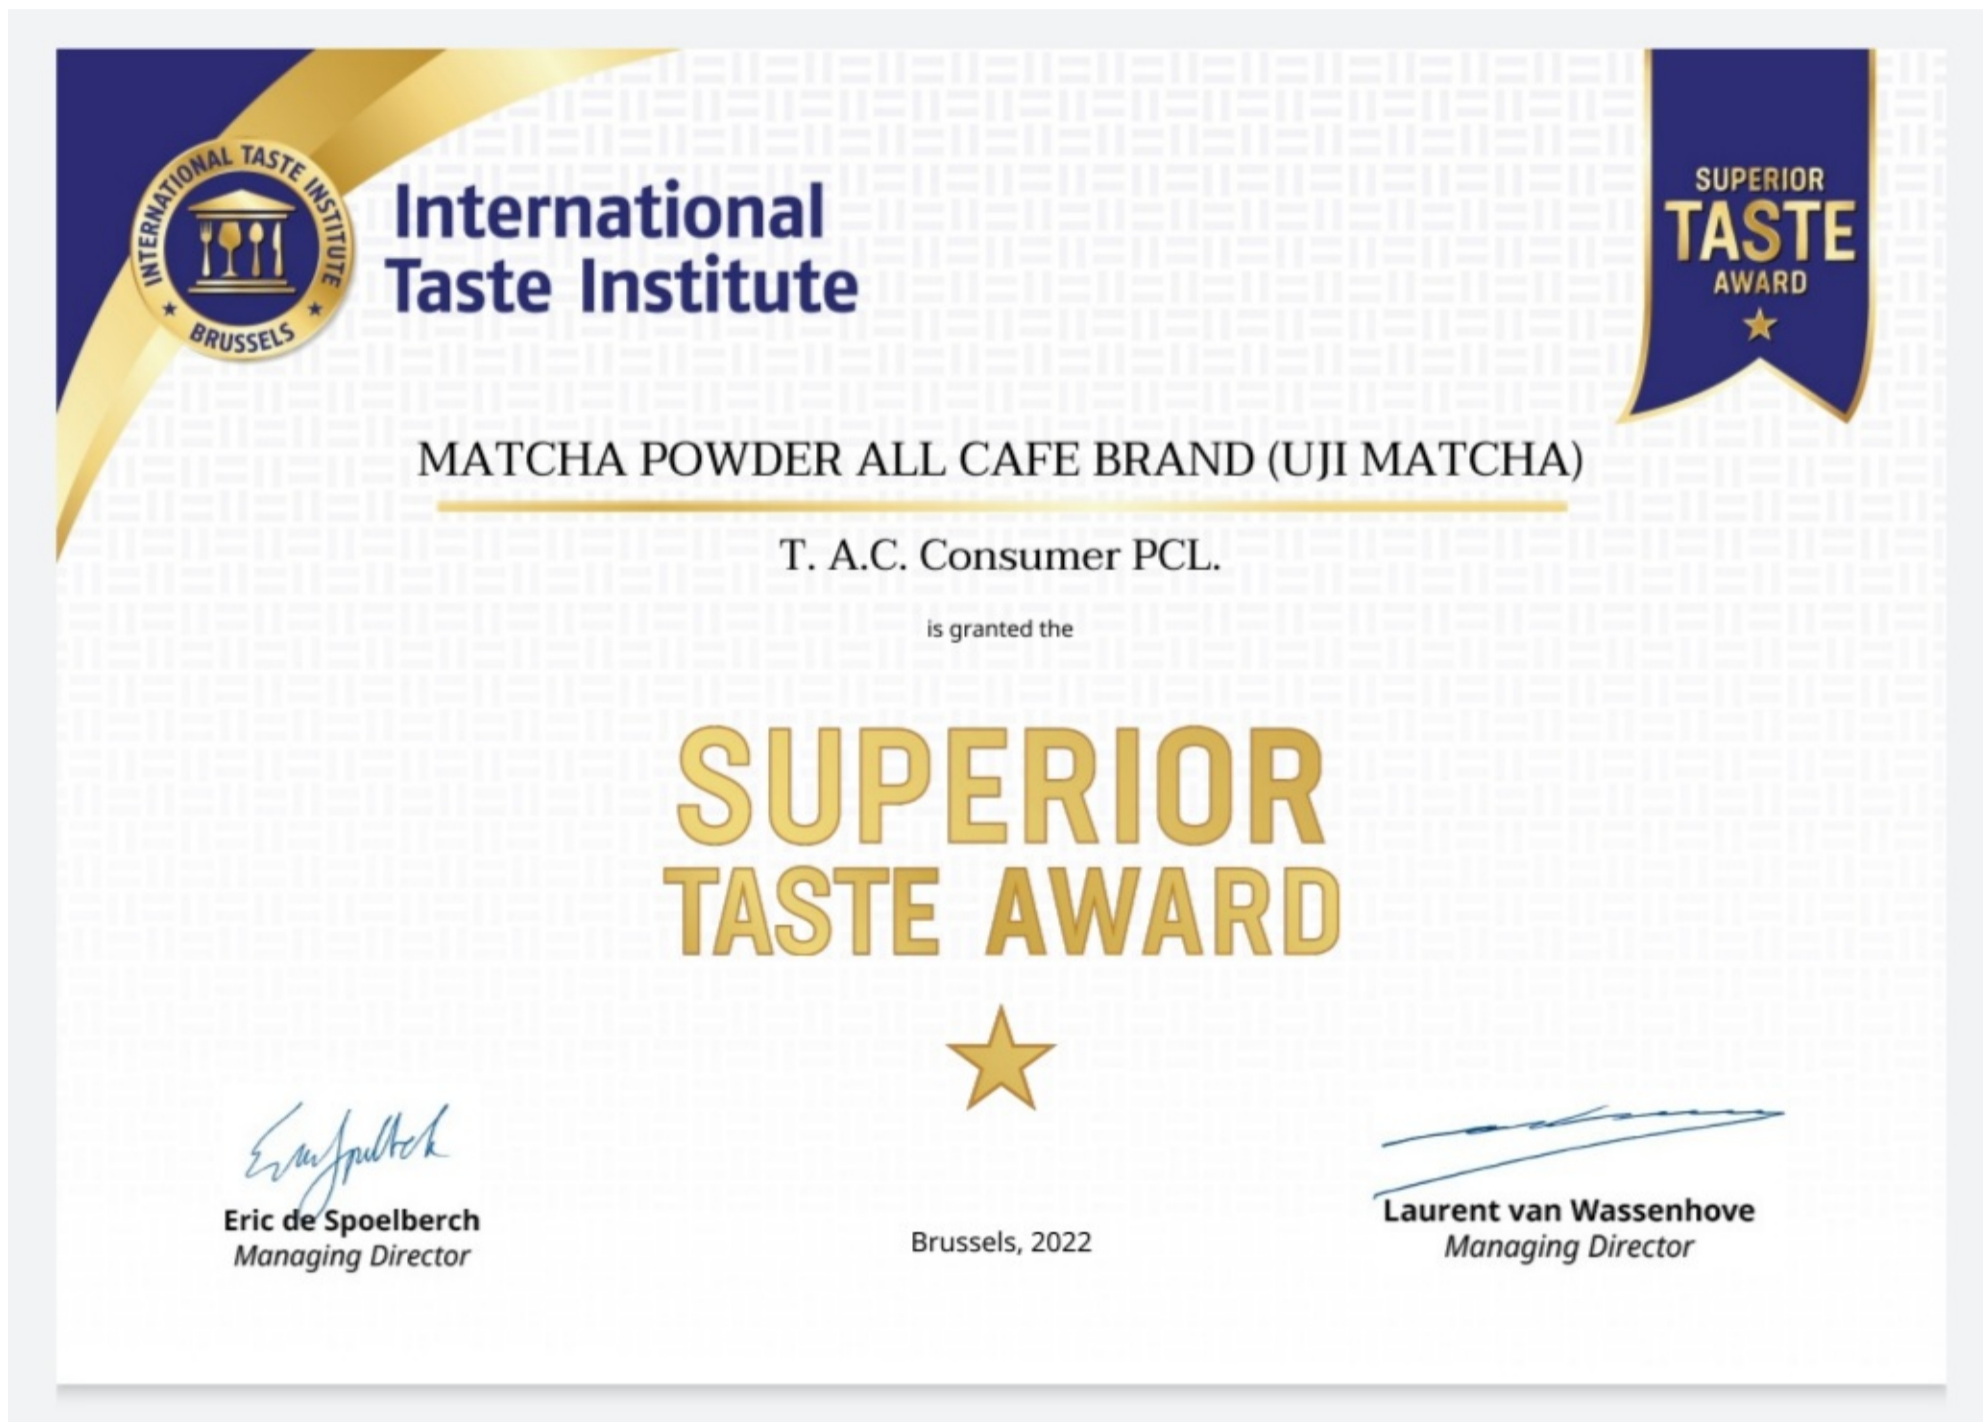 INTERNATIONAL TASTE INSTITUTE
BRUSSELS
International
Taste Institute
SUPERIOR
TASTE
AWARD
MATCHA POWDER ALL CAFE BRAND (UJI MATCHA)
T. A.C. Consumer PCL.
is granted the
SUPERIOR
TASTE AWARD
Eric de Spoelberch
Managing Director
Brussels, 2022
Laurent van Wassenhove
Managing Director